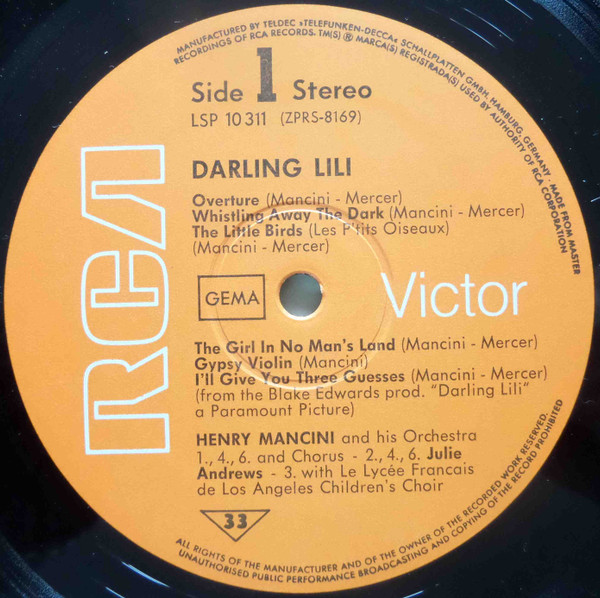 MANUFACTURED BY TELDEC »TELEFUNKEN-DECCA« SCHALLPLATTEN GMBH, HAMBURG, GERMANY · MADE FROM MASTER
RECORDINGS OF RCA RECORDS. TM(S) ® MARCA(S) REGISTRADA(S) USED BY AUTHORITY OF RCA CORPORATION
Side 1 Stereo
LSP 10 311 (ZPRS-8169)
RCA
DARLING LILI
Overture (Mancini - Mercer)
Whistling Away The Dark (Mancini - Mercer)
The Little Birds (Les P'tits Oiseaux)
(Mancini - Mercer)
GEMA
Victor
The Girl In No Man's Land (Mancini - Mercer)
Gypsy Violin (Mancini)
I'll Give You Three Guesses (Mancini - Mercer)
(from the Blake Edwards prod. "Darling Lili"
a Paramount Picture)
HENRY MANCINI and his Orchestra
1., 4., 6. and Chorus - 2., 4., 6. Julie
Andrews - 3. with Le Lycée Francais
de Los Angeles Children's Choir
33
ALL RIGHTS OF THE MANUFACTURER AND OF THE OWNER OF THE RECORDED WORK RESERVED.
UNAUTHORISED PUBLIC PERFORMANCE BROADCASTING AND COPYING OF THE RECORD PROHIBITED